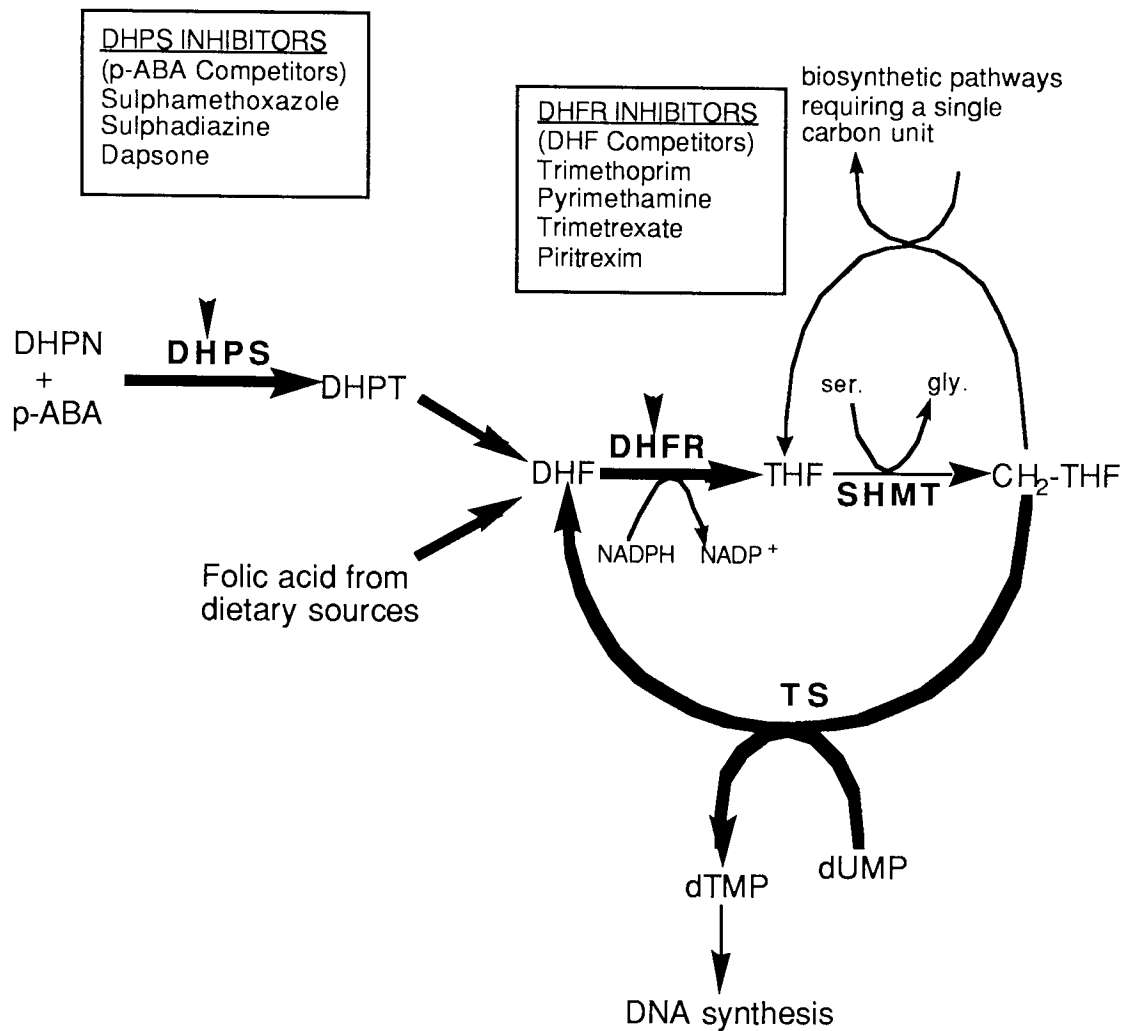 DHPS INHIBITORS
(p-ABA Competitors)
Sulphamethoxazole
Sulphadiazine
Dapsone
DHFR INHIBITORS
(DHF Competitors)
Trimethoprim
Pyrimethamine
Trimetrexate
Piritrexim
biosynthetic pathways
requiring a single
carbon unit
DHPN
+
p-ABA
DHPS
DHPT
DHF
DHFR
NADPH
NADP+
THF
ser.
gly.
SHMT
CH2-THF
Folic acid from
dietary sources
TS
dTMP
dUMP
DNA synthesis